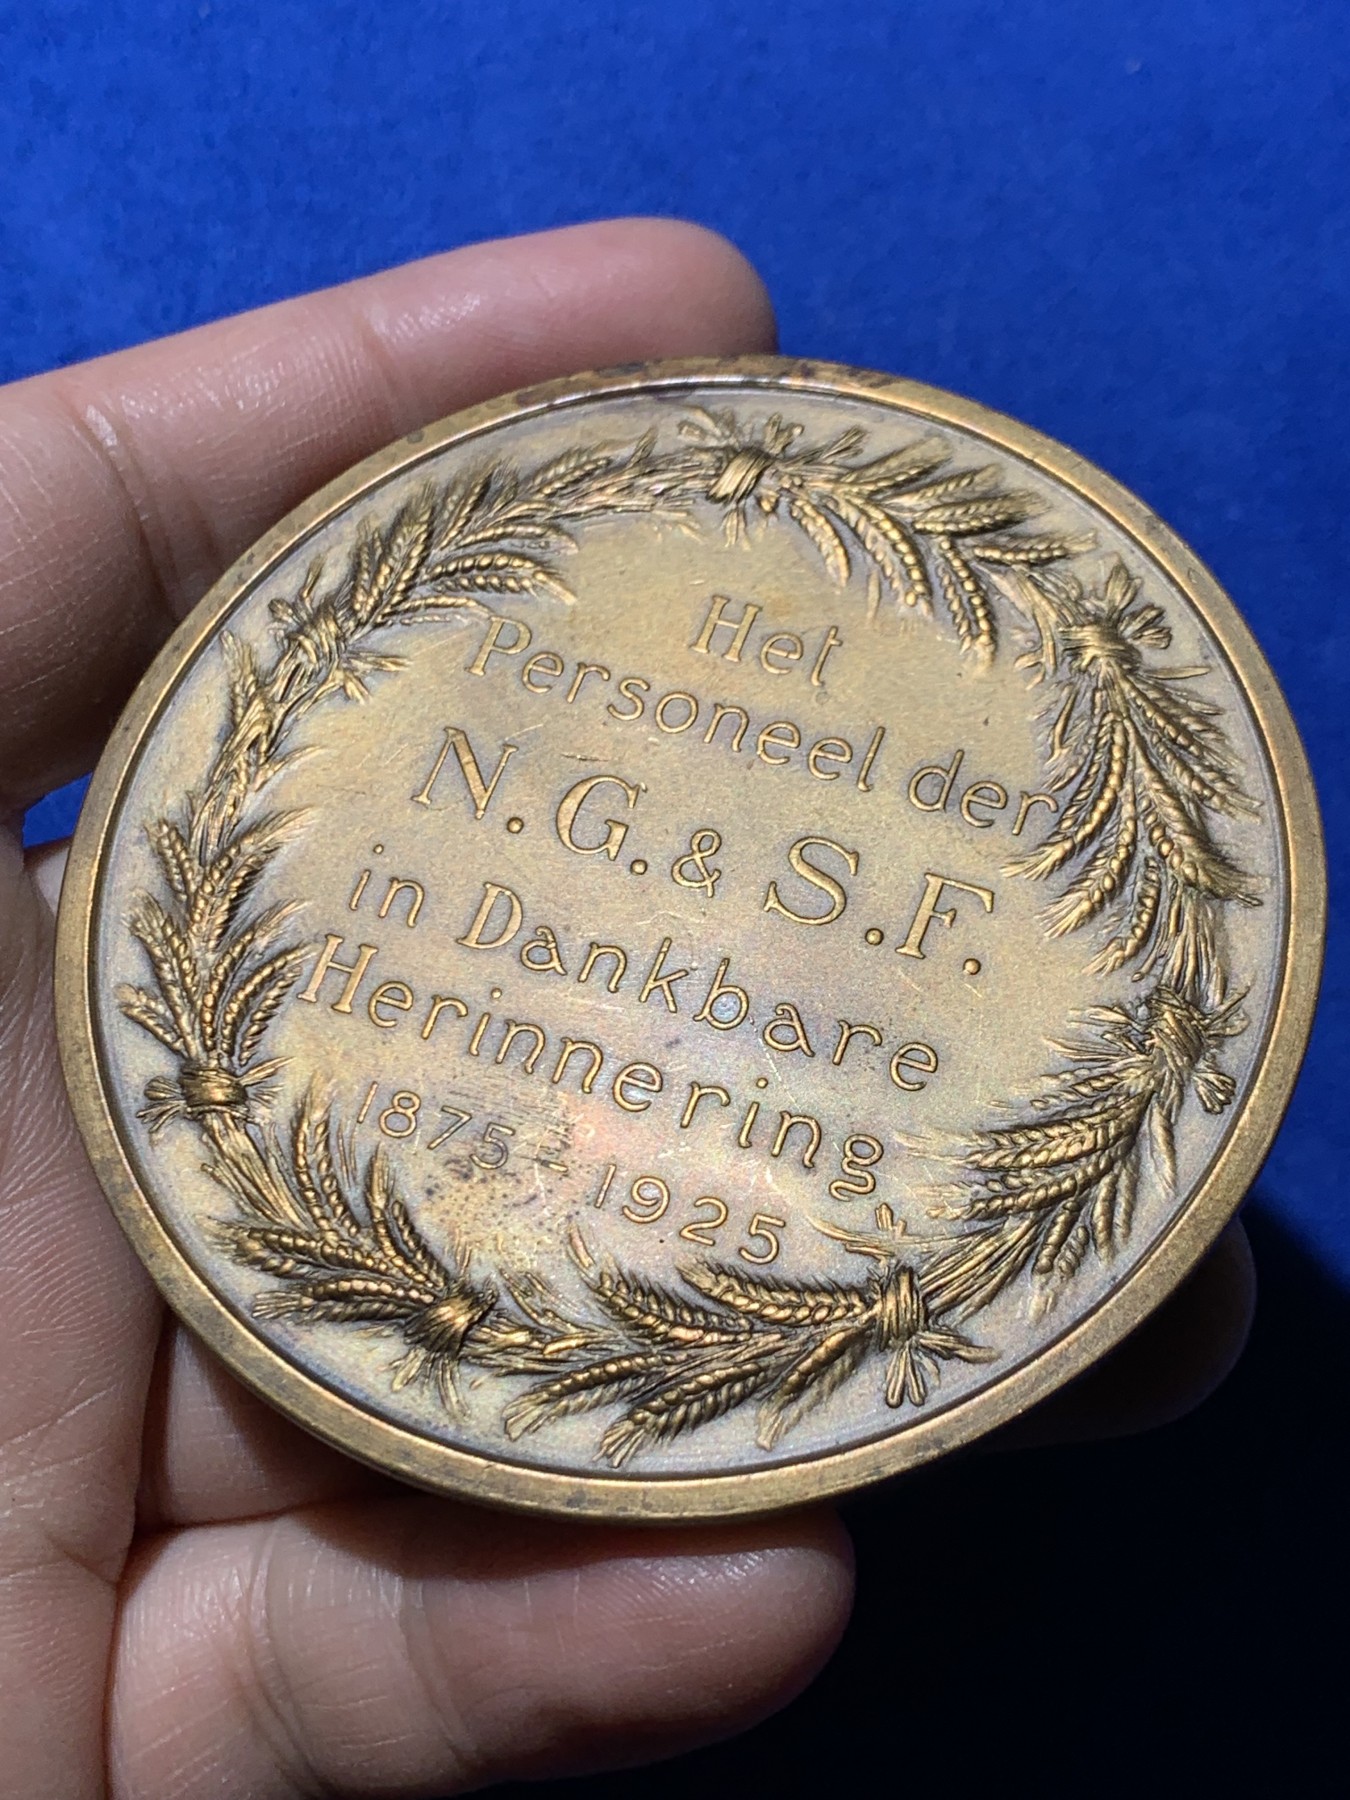 Het
Personeel der
N.G. & S.F.
in Dankbare
Herinnering
1875 - 1925